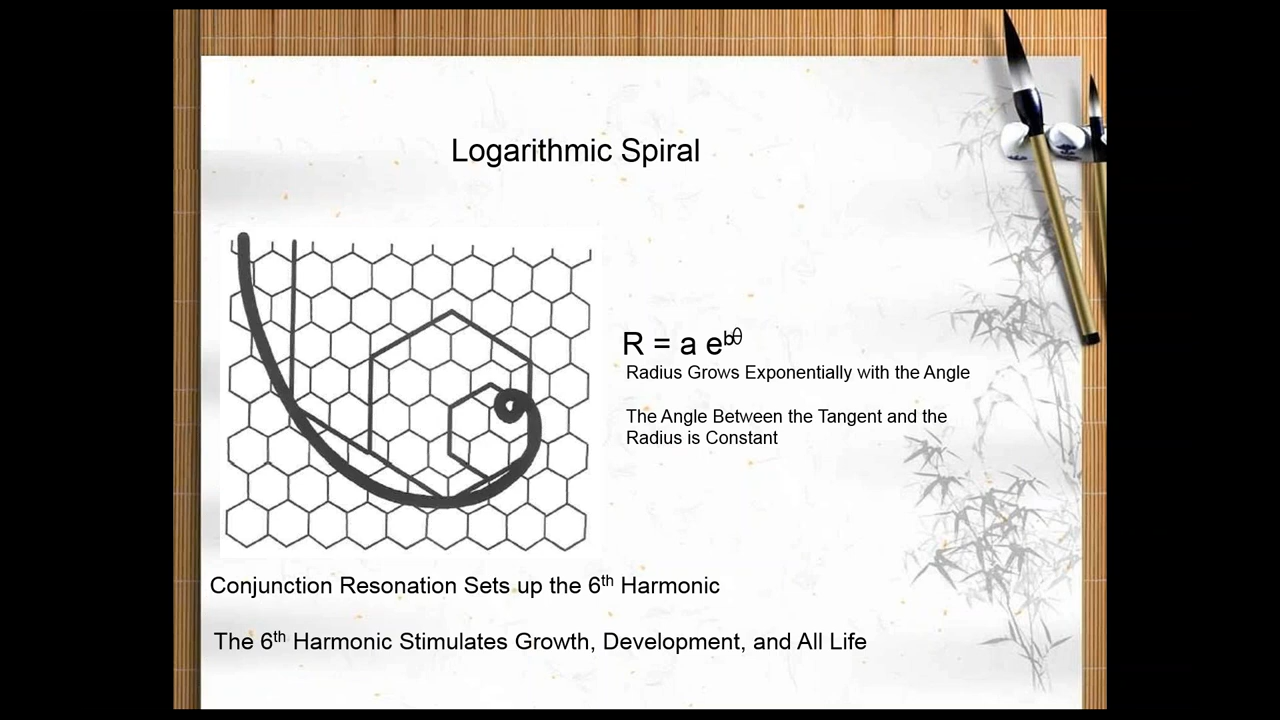 Logarithmic Spiral
R = a e^bθ
Radius Grows Exponentially with the Angle
The Angle Between the Tangent and the
Radius is Constant
Conjunction Resonation Sets up the 6th Harmonic
The 6th Harmonic Stimulates Growth, Development, and All Life